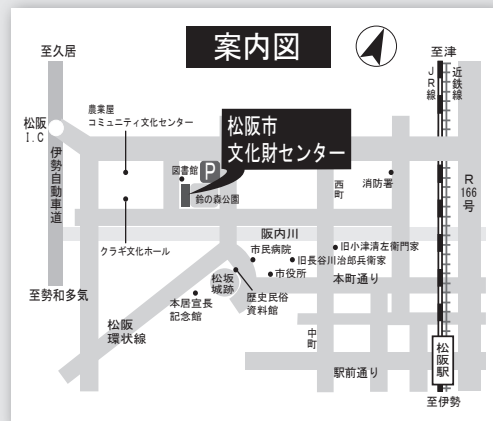 案内図
至久居
至津
JR線
近鉄線
農業屋
コミュニティ文化センター
松阪
I.C
伊勢自動車道
松阪市
文化財センター
図書館
P
鈴の森公園
西町
消防署
R
166
号
クラギ文化ホール
阪内川
市民病院
旧小津清左衛門家
旧長谷川治郎兵衛家
市役所
本町通り
松坂
城跡
歴史民俗
資料館
至勢和多気
本居宣長
記念館
松阪
環状線
中町
松阪駅
駅前通り
至伊勢